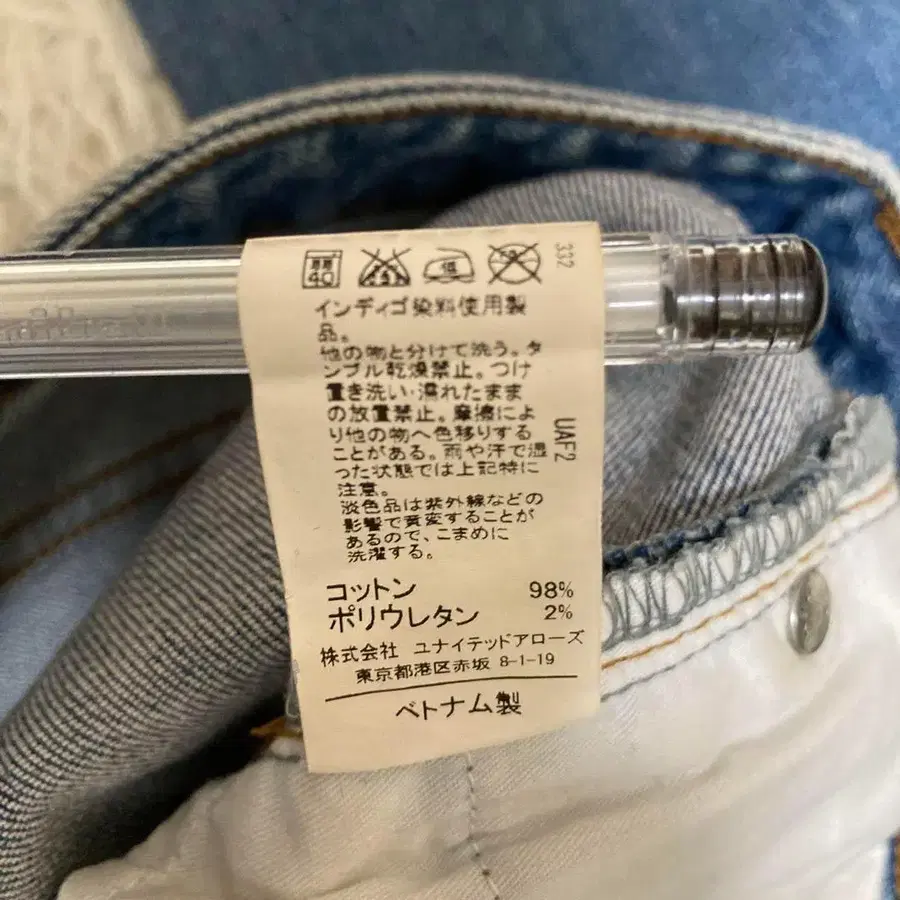 40
低
332
インディゴ染料使用製
品。
他の物と分けて洗う。タ
ンブル乾燥禁止。つけ
置き洗い・濡れたまま
の放置禁止。摩擦によ
り他の物へ色移りする
ことがある。雨や汗で湿
った状態では上記特に
注意。
淡色品は紫外線などの
影響で黄変することが
あるので、こまめに
洗濯する。
UAF2
コットン 98%
ポリウレタン 2%
株式会社 ユナイテッドアローズ
東京都港区赤坂 8-1-19
ベトナム製